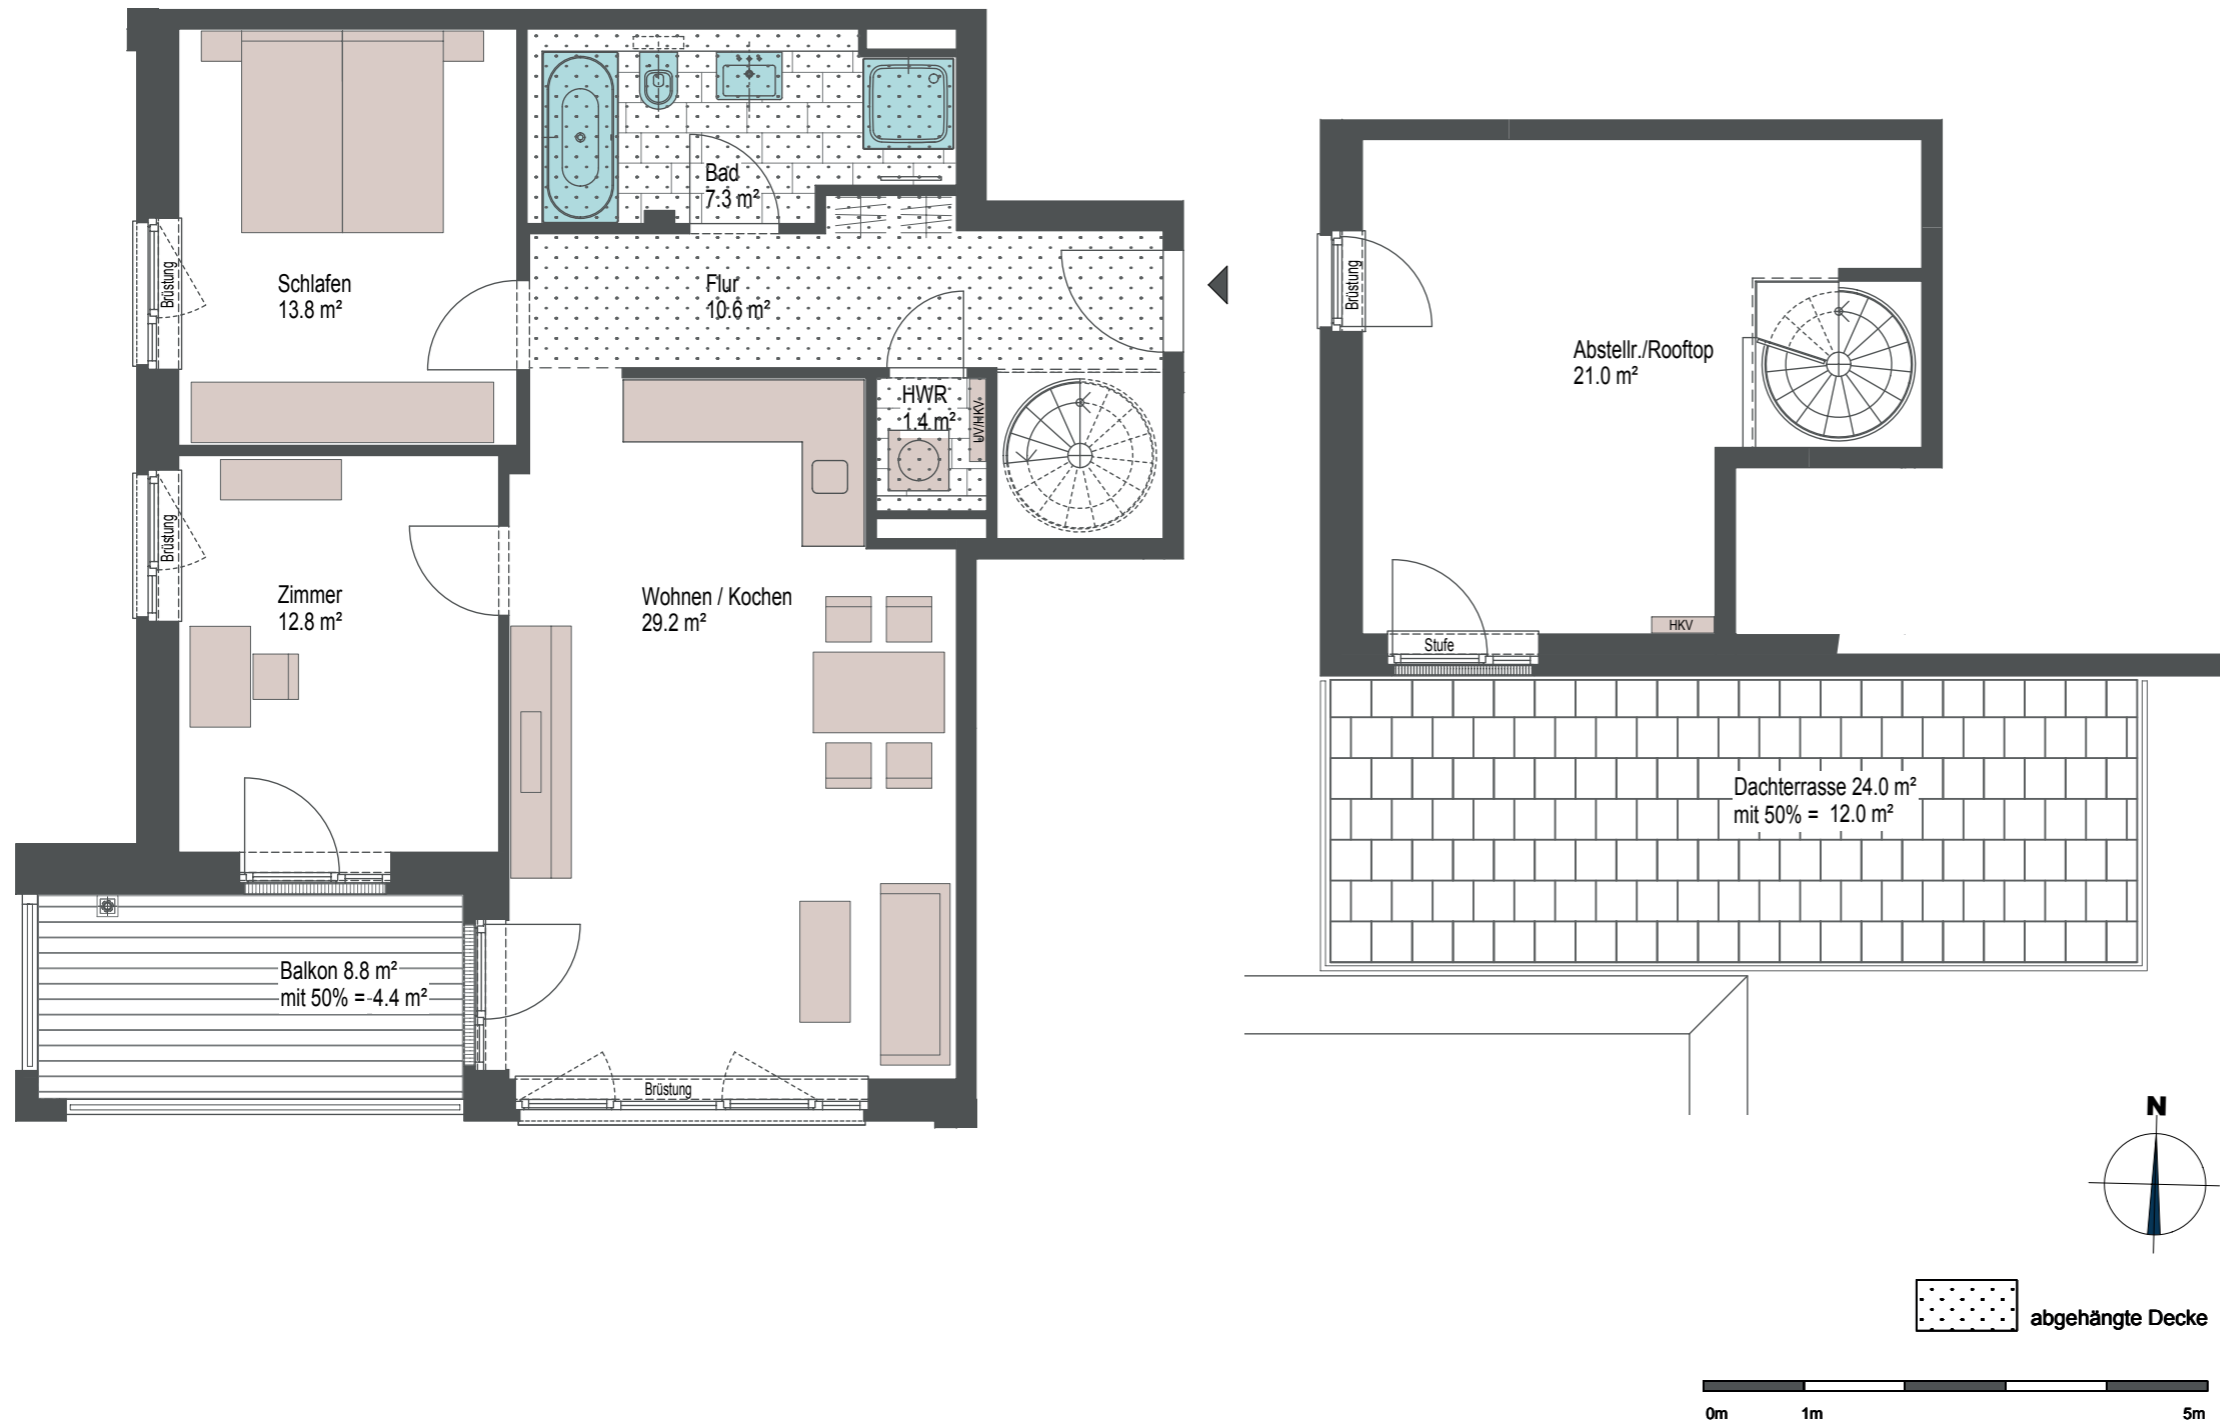 Bad
7.3 m²
Brüstung
Schlafen
13.8 m²
Flur
10.6 m²
HWR
1.4 m²
UV/HKV
Brüstung
Zimmer
12.8 m²
Wohnen / Kochen
29.2 m²
Balkon 8.8 m²
mit 50% = 4.4 m²
Brüstung
Brüstung
Abstellr./Rooftop
21.0 m²
HKV
Stufe
Dachterrasse 24.0 m²
mit 50% = 12.0 m²
N
abgehängte Decke
0m 1m 5m